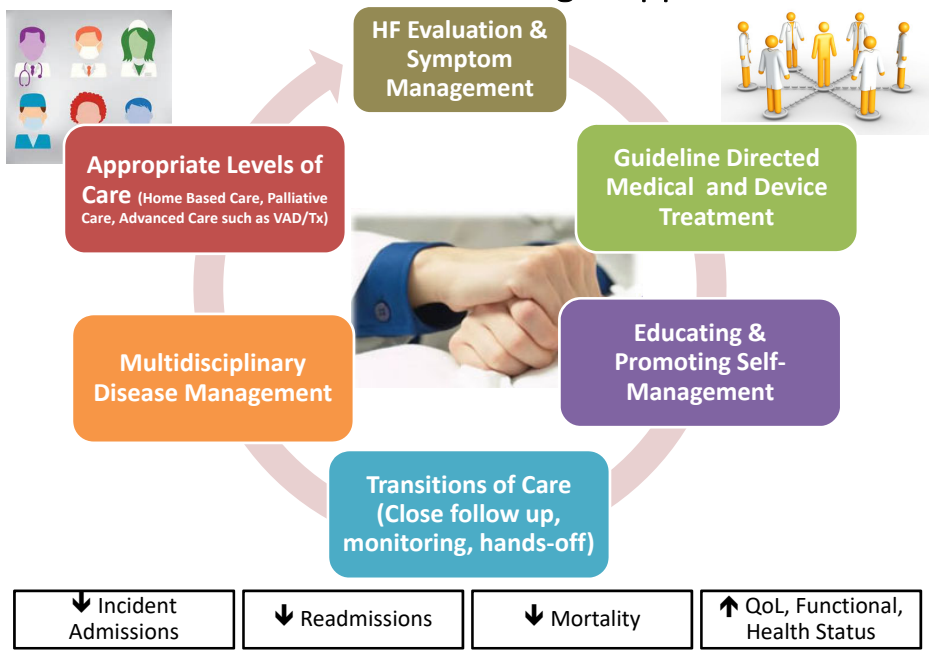 HF Evaluation &
Symptom
Management
Guideline Directed
Medical and Device
Treatment
Educating &
Promoting Self-
Management
Transitions of Care
(Close follow up,
monitoring, hands-off)
Multidisciplinary
Disease Management
Appropriate Levels of
Care (Home Based Care, Palliative
Care, Advanced Care such as VAD/Tx)
🡻 Incident
Admissions
🡻 Readmissions
🡻 Mortality
🡹 QoL, Functional,
Health Status